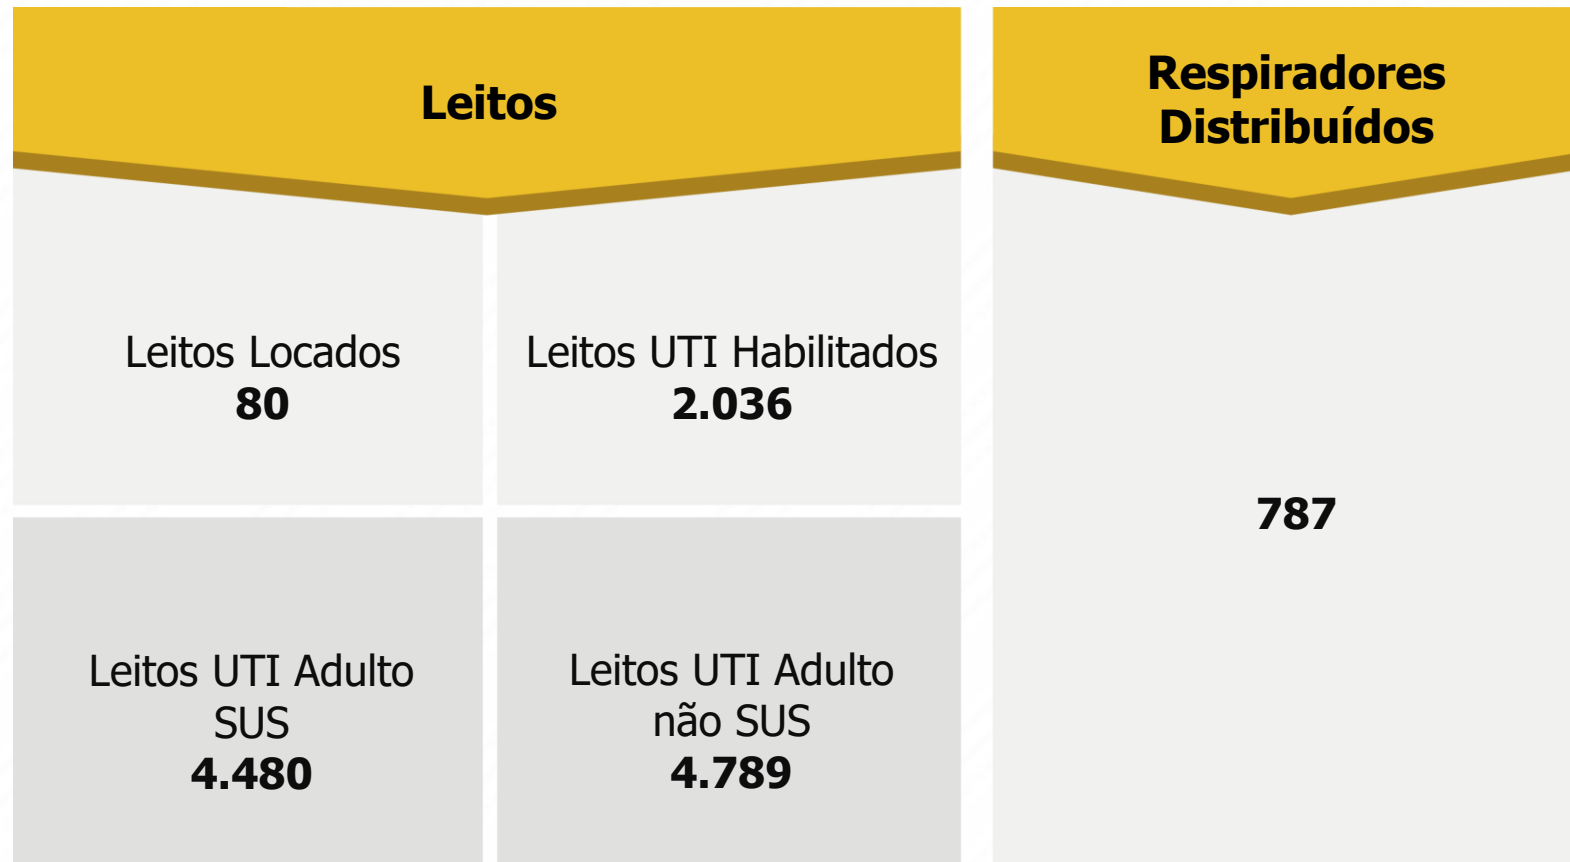 Leitos
Leitos Locados
80
Leitos UTI Habilitados
2.036
Leitos UTI Adulto
SUS
4.480
Leitos UTI Adulto
não SUS
4.789
Respiradores
Distribuídos
787